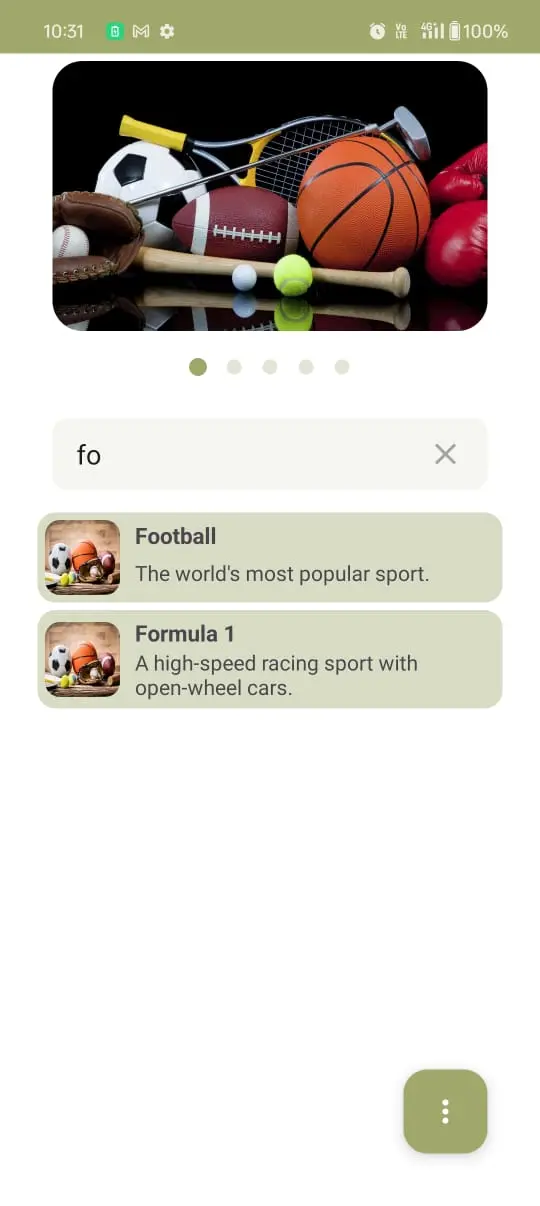 10:31 Vo LTE 4G+ 100%
fo
Football
The world's most popular sport.
Formula 1
A high-speed racing sport with
open-wheel cars.